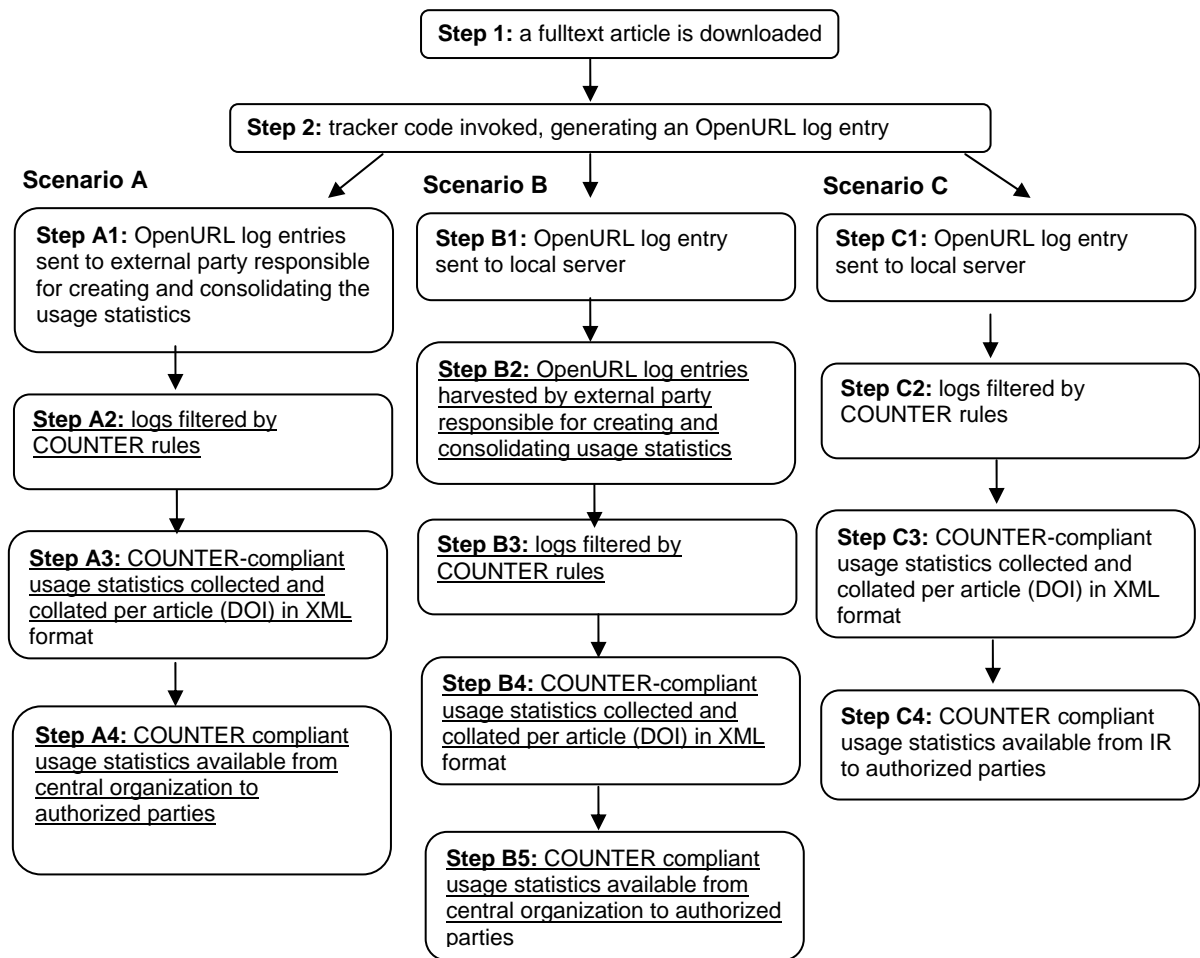 Step 1: a fulltext article is downloaded
Step 2: tracker code invoked, generating an OpenURL log entry
Scenario A
Step A1: OpenURL log entries
sent to external party responsible
for creating and consolidating the
usage statistics
Step A2: logs filtered by
COUNTER rules
Step A3: COUNTER-compliant
usage statistics collected and
collated per article (DOI) in XML
format
Step A4: COUNTER compliant
usage statistics available from
central organization to
authorized parties
Scenario B
Step B1: OpenURL log entry
sent to local server
Step B2: OpenURL log entries
harvested by external party
responsible for creating and
consolidating usage statistics
Step B3: logs filtered by
COUNTER rules
Step B4: COUNTER-compliant
usage statistics collected and
collated per article (DOI) in XML
format
Step B5: COUNTER compliant
usage statistics available from
central organization to authorized
parties
Scenario C
Step C1: OpenURL log entry
sent to local server
Step C2: logs filtered by
COUNTER rules
Step C3: COUNTER-compliant
usage statistics collected and
collated per article (DOI) in XML
format
Step C4: COUNTER compliant
usage statistics available from IR
to authorized parties